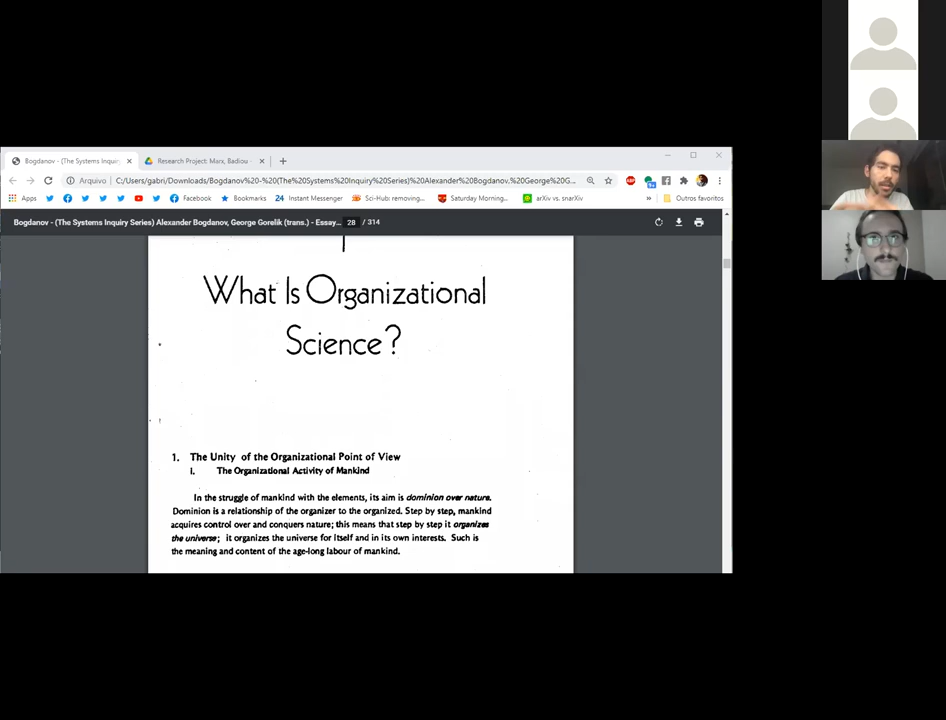 Bogdanov - (The Systems Inquiry
Research Project: Marx, Badiou -
Arquivo C:/Users/gabri/Downloads/Bogdanov%20-%20(The%20Systems%20Inquiry%20Series)%20Alexander%20Bogdanov.%20George%20G...
Apps Facebook Bookmarks 24 Instant Messenger Sci-Hub: removing... Saturday Morning... arXiv vs. snarXiv » Outros favoritos
Bogdanov - (The Systems Inquiry Series) Alexander Bogdanov, George Gorelik (trans.) - Essay... 28 / 314
What Is Organizational
Science?
1. The Unity of the Organizational Point of View
i. The Organizational Activity of Mankind
In the struggle of mankind with the elements, its aim is dominion over nature.
Dominion is a relationship of the organizer to the organized. Step by step, mankind
acquires control over and conquers nature; this means that step by step it organizes
the universe; it organizes the universe for itself and in its own interests. Such is
the meaning and content of the age-long labour of mankind.